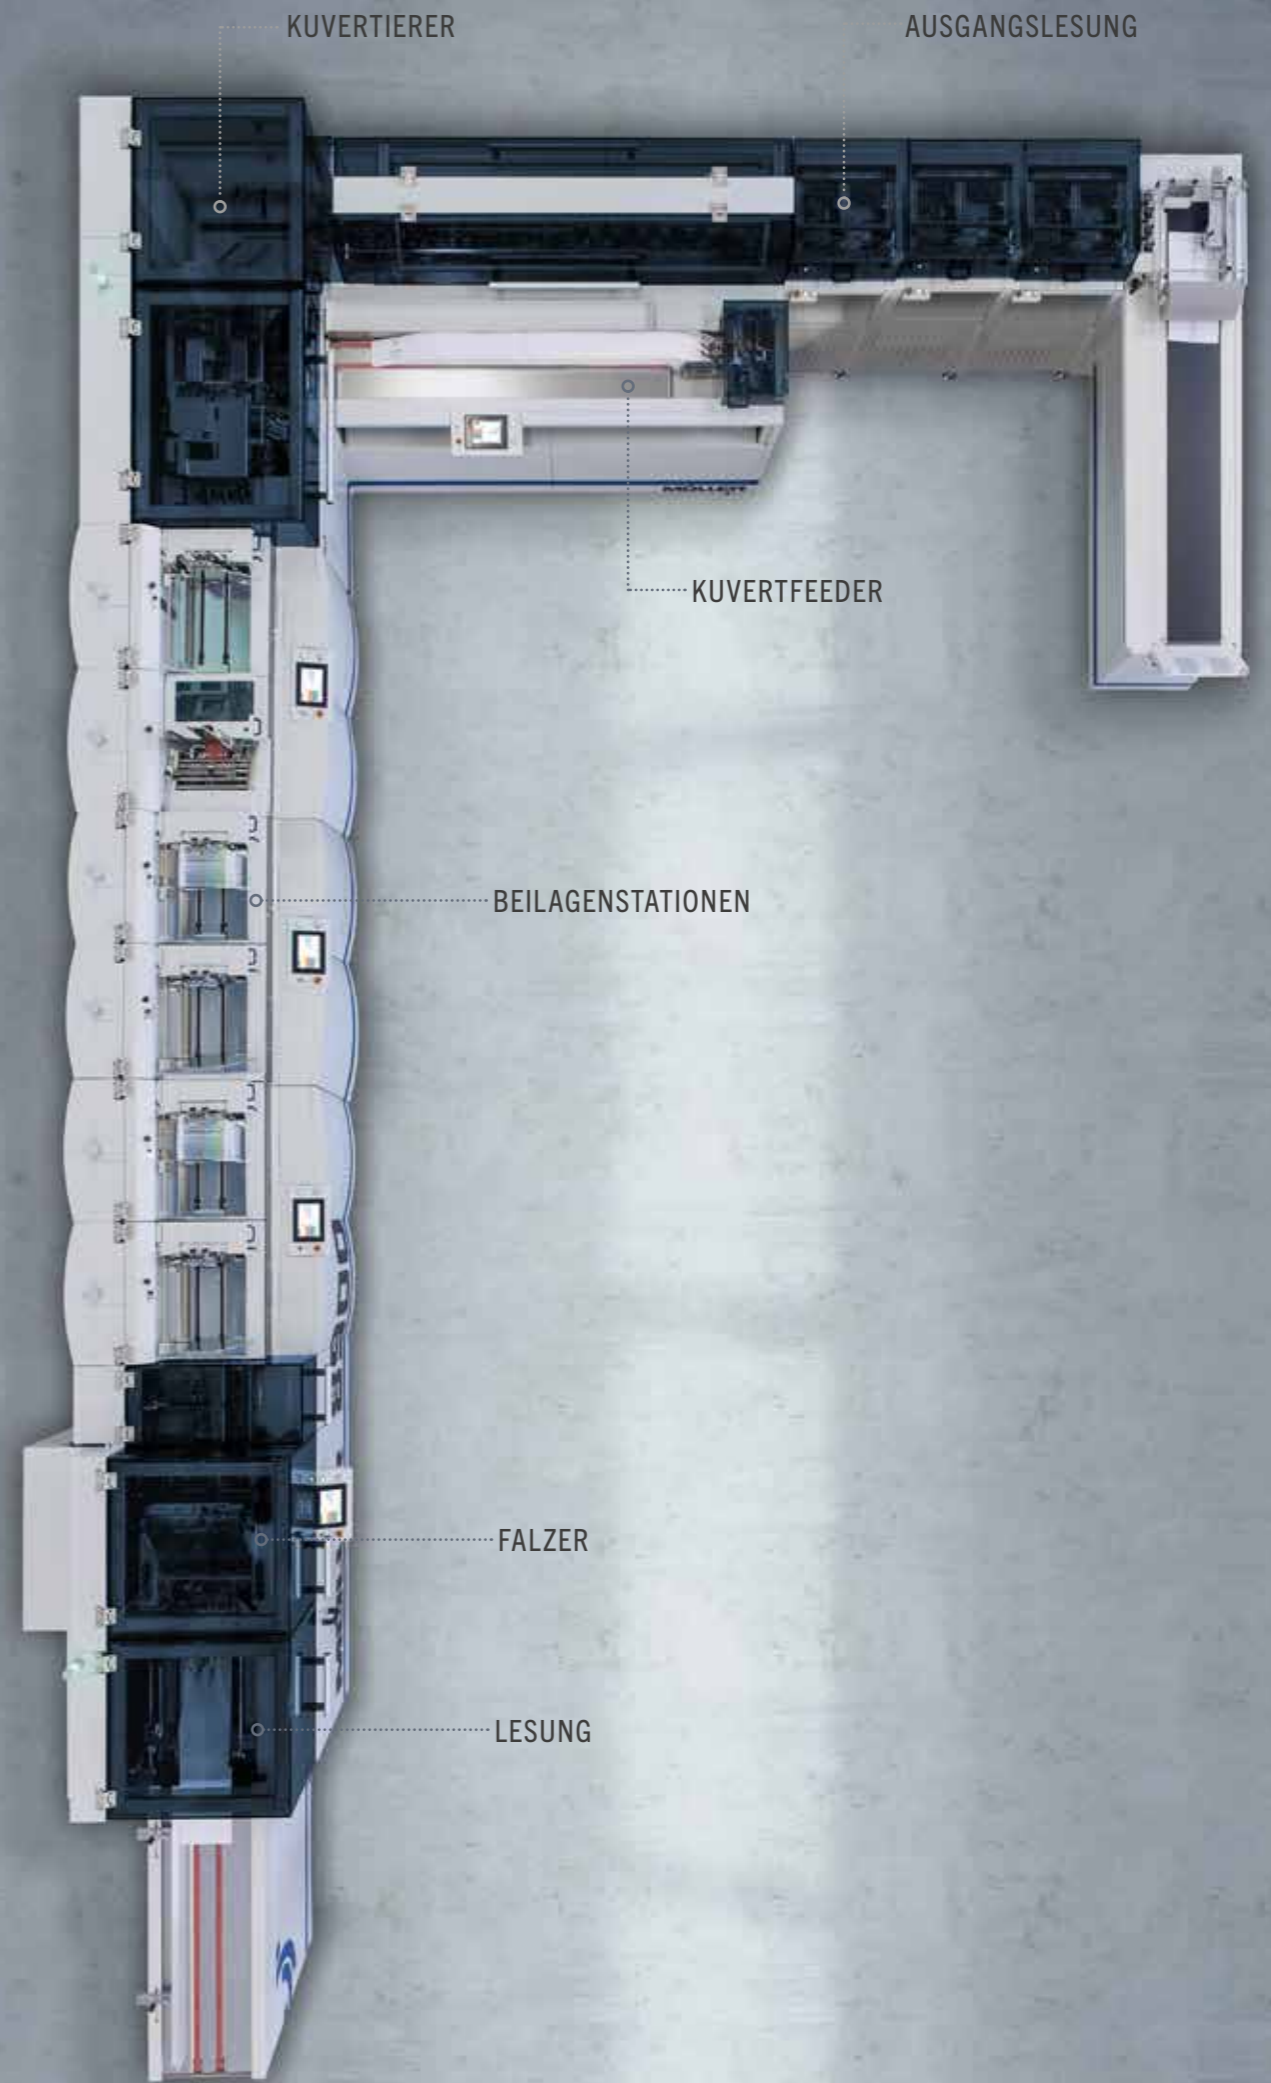 KUVERTIERER
AUSGANGSLESUNG
KUVERTFEEDER
BEILAGENSTATIONEN
FALZER
LESUNG